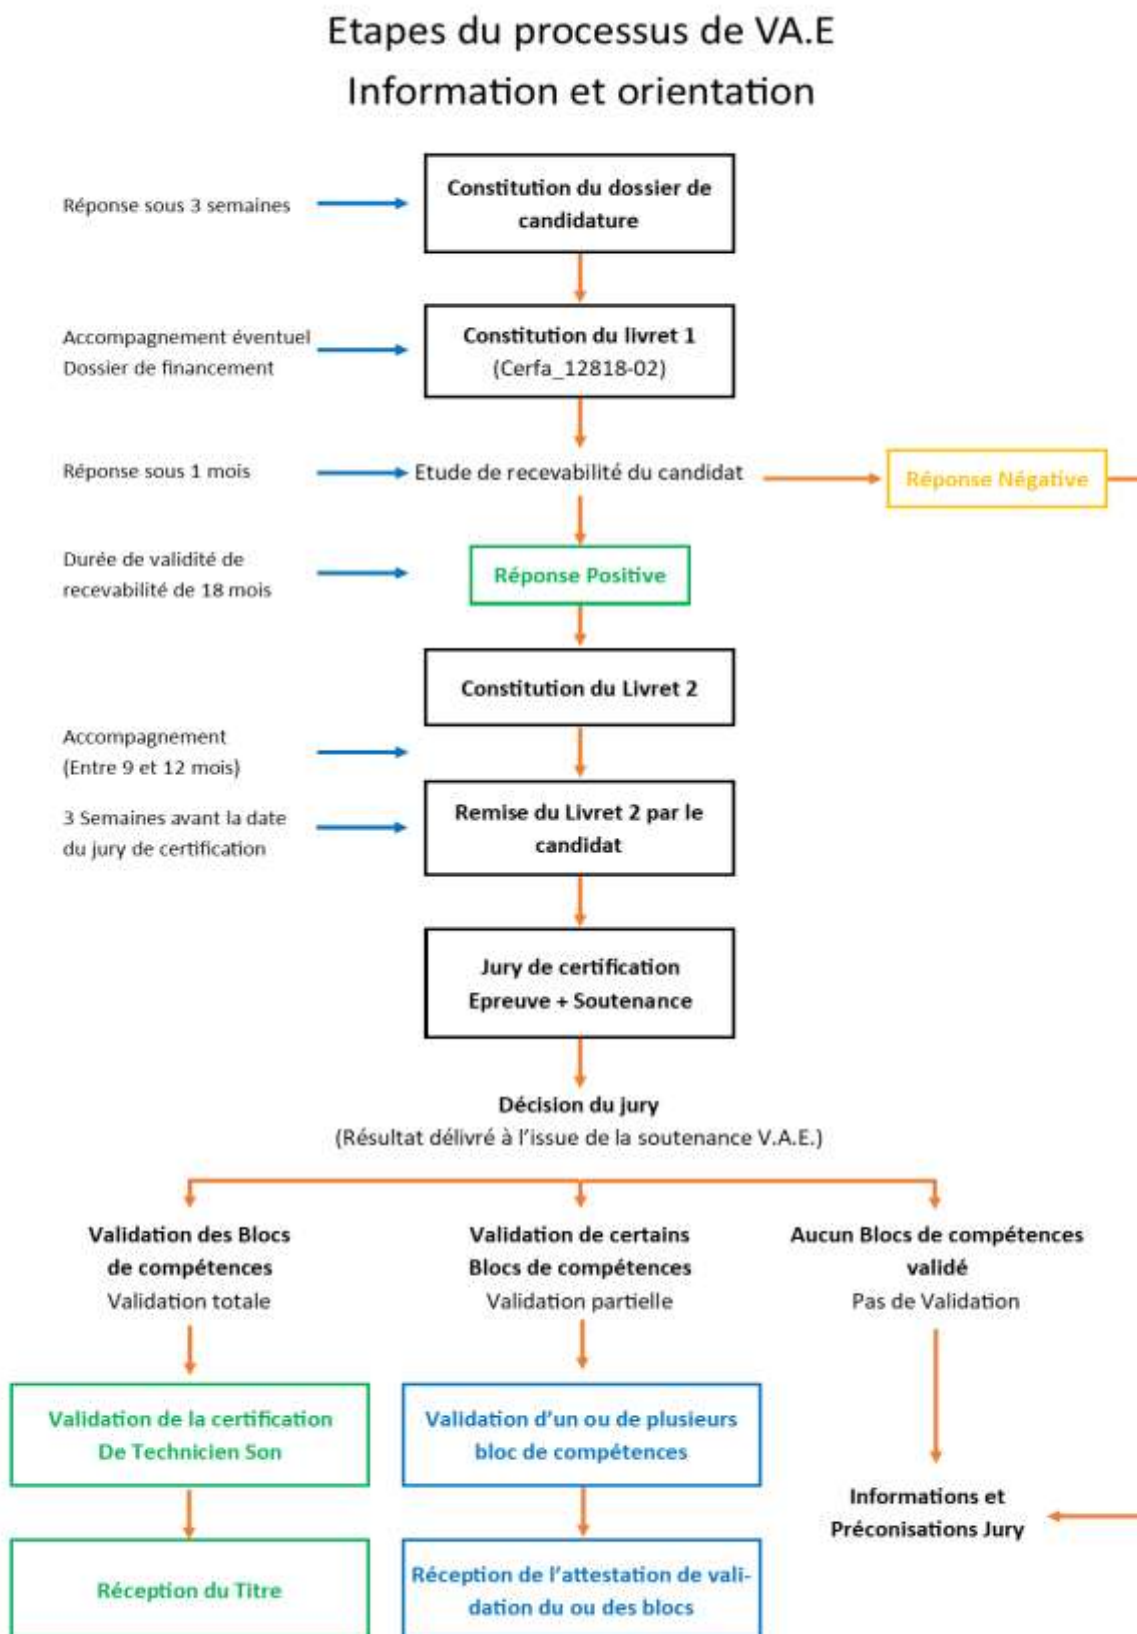 Etapes du processus de VA.E
Information et orientation
Réponse sous 3 semaines
Constitution du dossier de
candidature
Accompagnement éventuel
Dossier de financement
Constitution du livret 1
(Cerfa_12818-02)
Réponse sous 1 mois
Etude de recevabilité du candidat
Réponse Négative
Durée de validité de
recevabilité de 18 mois
Réponse Positive
Constitution du Livret 2
Accompagnement
(Entre 9 et 12 mois)
3 Semaines avant la date
du jury de certification
Remise du Livret 2 par le
candidat
Jury de certification
Epreuve + Soutenance
Décision du jury
(Résultat délivré à l'issue de la soutenance V.A.E.)
Validation des Blocs
de compétences
Validation totale
Validation de certains
Blocs de compétences
Validation partielle
Aucun Blocs de compétences
validé
Pas de Validation
Validation de la certification
De Technicien Son
Validation d'un ou de plusieurs
bloc de compétences
Informations et
Préconisations Jury
Réception du Titre
Réception de l'attestation de vali-
dation du ou des blocs